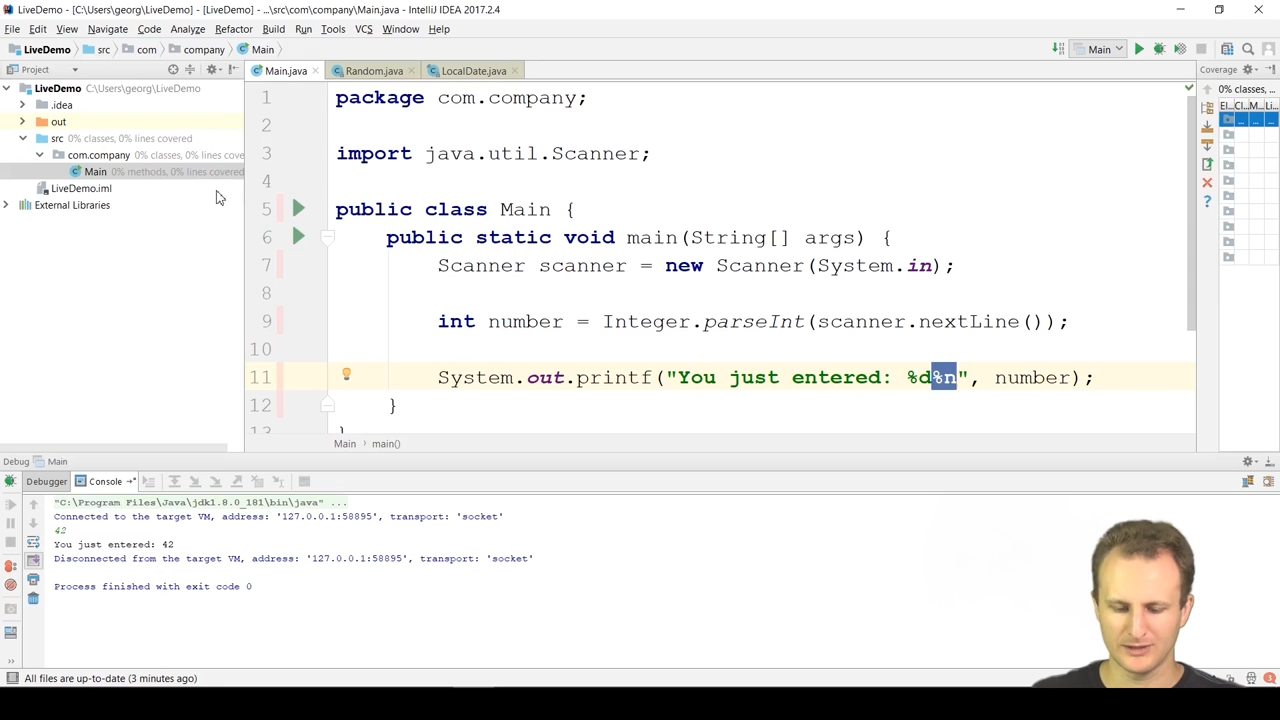 LiveDemo - [C:\Users\georg\LiveDemo] - [LiveDemo] - ...\src\com\company\Main.java - IntelliJ IDEA 2017.2.4
File Edit View Navigate Code Analyze Refactor Build Run Tools VCS Window Help
LiveDemo src com company Main Main
Project Main.java Random.java LocalDate.java Coverage
LiveDemo C:\Users\georg\LiveDemo
.idea
out
src 0% classes, 0% lines covered
com.company 0% classes, 0% lines cove
Main 0% methods, 0% lines covered
LiveDemo.iml
External Libraries
1 package com.company;
2
3 import java.util.Scanner;
4
5 public class Main {
6 public static void main(String[] args) {
7 Scanner scanner = new Scanner(System.in);
8
9 int number = Integer.parseInt(scanner.nextLine());
10
11 System.out.printf("You just entered: %d%n", number);
12 }
13 }
Main main()
0% classes,
El... Cl... M... Li...
Debug Main
Debugger Console
"C:\Program Files\Java\jdk1.8.0_181\bin\java" ...
Connected to the target VM, address: '127.0.0.1:58895', transport: 'socket'
42
You just entered: 42
Disconnected from the target VM, address: '127.0.0.1:58895', transport: 'socket'
Process finished with exit code 0
All files are up-to-date (3 minutes ago)